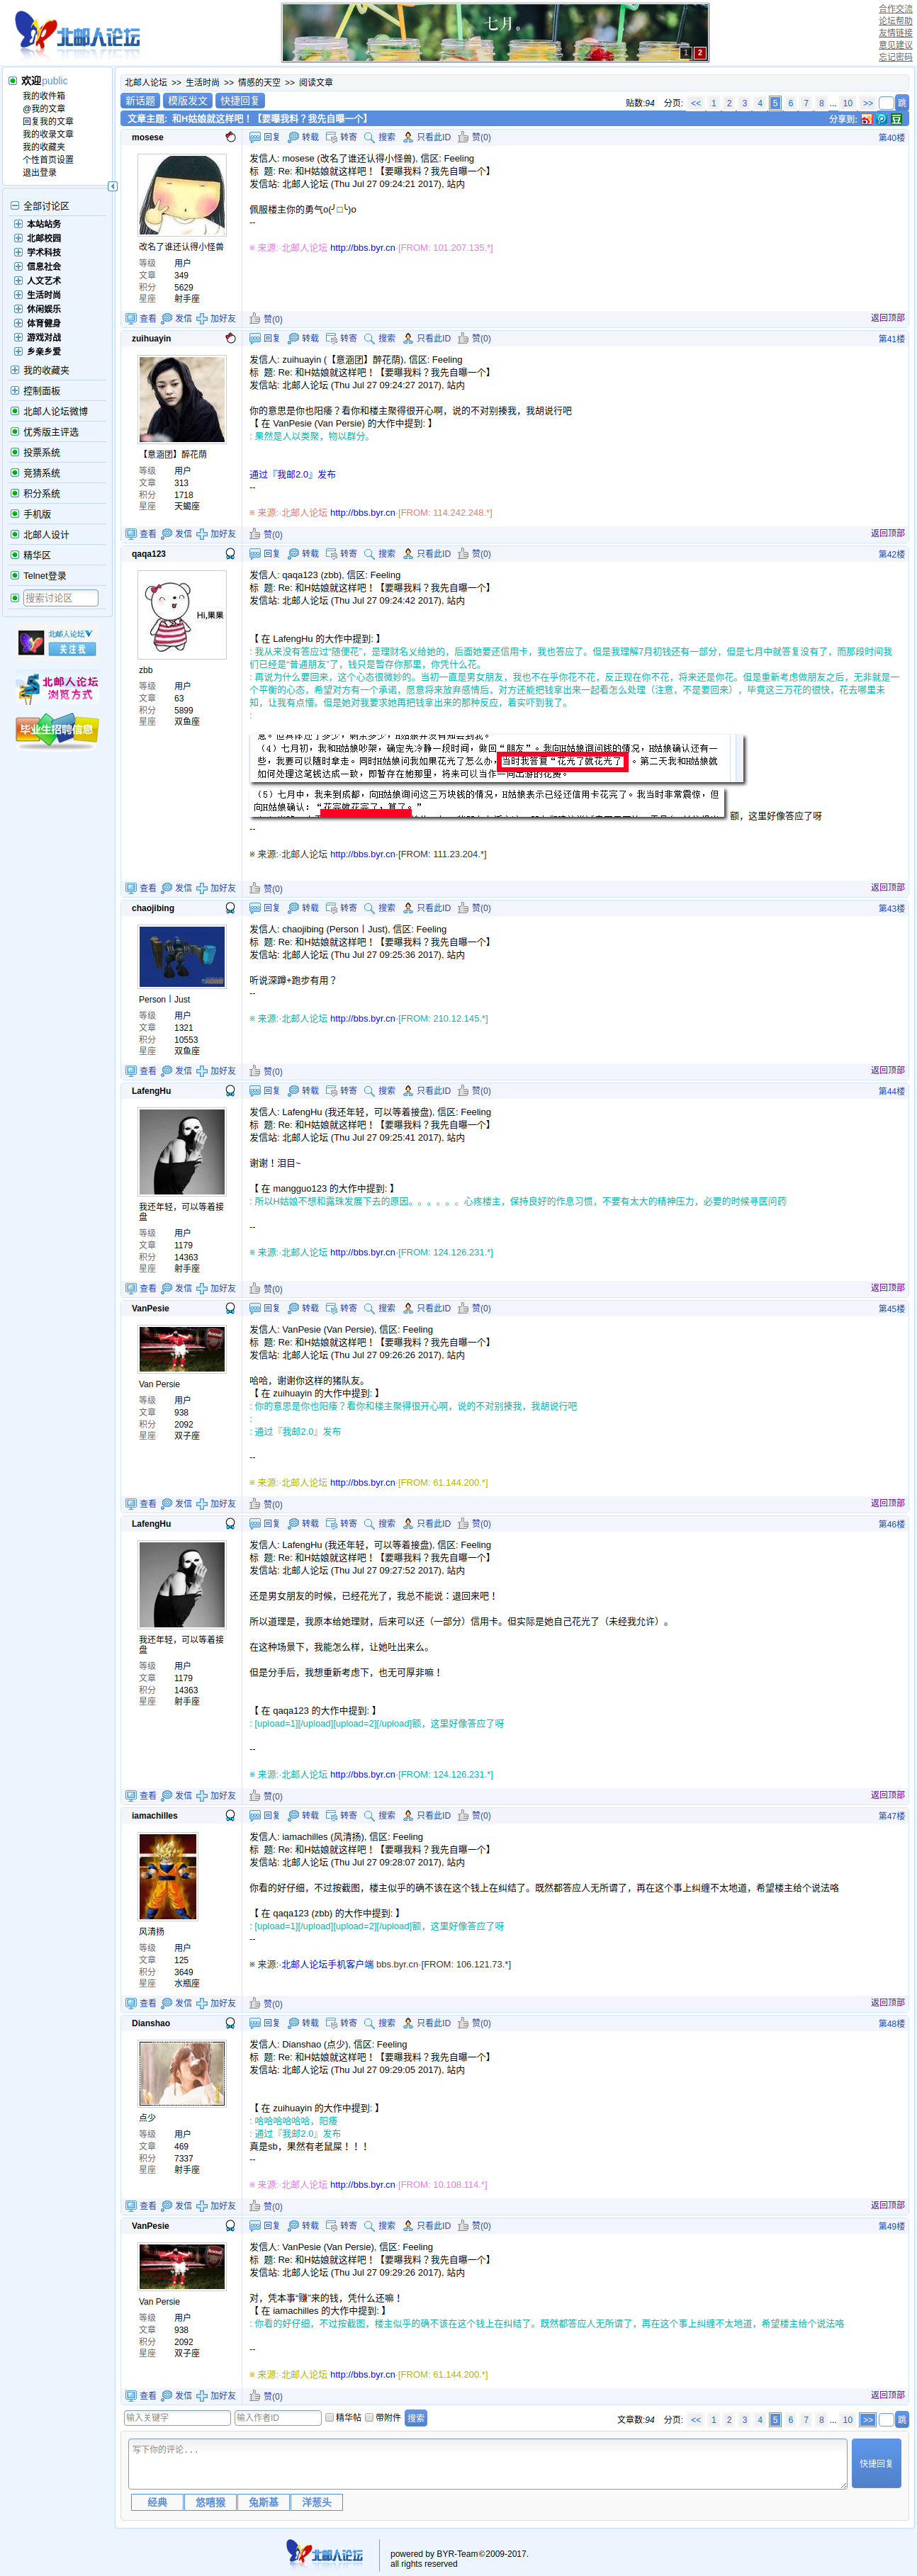 北邮人论坛
七月。
1 2
合作交流
论坛帮助
友情链接
意见建议
忘记密码
欢迎public
我的收件箱
@我的文章
回复我的文章
我的收录文章
我的收藏夹
个性首页设置
退出登录
全部讨论区
本站站务
北邮校园
学术科技
信息社会
人文艺术
生活时尚
休闲娱乐
体育健身
游戏对战
乡亲乡爱
我的收藏夹
控制面板
北邮人论坛微博
优秀版主评选
投票系统
竞猜系统
积分系统
手机版
北邮人设计
精华区
Telnet登录
搜索讨论区
北邮人论坛
关注我
北邮人论坛
浏览方式
毕业生招聘信息
北邮人论坛 >> 生活时尚 >> 情感的天空 >> 阅读文章
新话题 模版发文 快捷回复
贴数:94 分页: << 1 2 3 4 5 6 7 8 ... 10 >> 跳
文章主题: 和H姑娘就这样吧！【要曝我料？我先自曝一个】
分享到:
mosese
回复 转载 转寄 搜索 只看此ID 赞(0)
第40楼
改名了谁还认得小怪兽
等级 用户
文章 349
积分 5629
星座 射手座
发信人: mosese (改名了谁还认得小怪兽), 信区: Feeling
标 题: Re: 和H姑娘就这样吧！【要曝我料？我先自曝一个】
发信站: 北邮人论坛 (Thu Jul 27 09:24:21 2017), 站内
佩服楼主你的勇气o(╯□╰)o
--
※ 来源:·北邮人论坛 http://bbs.byr.cn·[FROM: 101.207.135.*]
查看 发信 加好友 赞(0)
返回顶部
zuihuayin
回复 转载 转寄 搜索 只看此ID 赞(0)
第41楼
【意涵团】醉花荫
等级 用户
文章 313
积分 1718
星座 天蝎座
发信人: zuihuayin (【意涵团】醉花荫), 信区: Feeling
标 题: Re: 和H姑娘就这样吧！【要曝我料？我先自曝一个】
发信站: 北邮人论坛 (Thu Jul 27 09:24:27 2017), 站内
你的意思是你也阳痿？看你和楼主聚得很开心啊，说的不对别揍我，我胡说行吧
【 在 VanPesie (Van Persie) 的大作中提到: 】
: 果然是人以类聚，物以群分。
通过『我邮2.0』发布
--
※ 来源:·北邮人论坛 http://bbs.byr.cn·[FROM: 114.242.248.*]
查看 发信 加好友 赞(0)
返回顶部
qaqa123
回复 转载 转寄 搜索 只看此ID 赞(0)
第42楼
Hi,果果
zbb
等级 用户
文章 63
积分 5899
星座 双鱼座
发信人: qaqa123 (zbb), 信区: Feeling
标 题: Re: 和H姑娘就这样吧！【要曝我料？我先自曝一个】
发信站: 北邮人论坛 (Thu Jul 27 09:24:42 2017), 站内
【 在 LafengHu 的大作中提到: 】
: 我从来没有答应过“随便花”，是理财名义给她的，后面她要还信用卡，我也答应了。但是我理解7月初钱还有一部分，但是七月中就答复没有了，而那段时间我们已经是“普通朋友”了，钱只是暂存你那里，你凭什么花。
: 再说为什么要回来，这个心态很微妙的。当初一直是男女朋友，我也不在乎你花不花，反正现在你不花，将来还是你花。但是重新考虑做朋友之后，无非就是一个平衡的心态，希望对方有一个承诺，愿意将来放弃感情后，对方还能把钱拿出来一起看怎么处理（注意，不是要回来），毕竟这三万花的很快，花去哪里未知，让我有点懵。但是她对我要求她再把钱拿出来的那种反应，着实吓到我了。
:
（4）七月初，我和H姑娘吵架，确定先冷静一段时间，做回“朋友”。我向H姑娘询问钱的情况，H姑娘确认还有一些，我要可以随时拿走。同时H姑娘问我如果花光了怎么办，当时我答复“花光了就花光了”。第二天我和H姑娘就如何处理这笔钱达成一致，即暂存在她那里，将来可以当作一同出游的花费。
（5）七月中，我来到成都，向H姑娘询问这三万块钱的情况，H姑娘表示已经还信用卡花完了。我当时非常震惊，但向H姑娘确认：“花完就花完了，算了。”
额，这里好像答应了呀
--
※ 来源:·北邮人论坛 http://bbs.byr.cn·[FROM: 111.23.204.*]
查看 发信 加好友 赞(0)
返回顶部
chaojibing
回复 转载 转寄 搜索 只看此ID 赞(0)
第43楼
Person丨Just
等级 用户
文章 1321
积分 10553
星座 双鱼座
发信人: chaojibing (Person丨Just), 信区: Feeling
标 题: Re: 和H姑娘就这样吧！【要曝我料？我先自曝一个】
发信站: 北邮人论坛 (Thu Jul 27 09:25:36 2017), 站内
听说深蹲+跑步有用？
--
※ 来源:·北邮人论坛 http://bbs.byr.cn·[FROM: 210.12.145.*]
查看 发信 加好友 赞(0)
返回顶部
LafengHu
回复 转载 转寄 搜索 只看此ID 赞(0)
第44楼
我还年轻，可以等着接盘
等级 用户
文章 1179
积分 14363
星座 射手座
发信人: LafengHu (我还年轻，可以等着接盘), 信区: Feeling
标 题: Re: 和H姑娘就这样吧！【要曝我料？我先自曝一个】
发信站: 北邮人论坛 (Thu Jul 27 09:25:41 2017), 站内
谢谢！泪目~
【 在 mangguo123 的大作中提到: 】
: 所以H姑娘不想和露珠发展下去的原因。。。。。。心疼楼主，保持良好的作息习惯，不要有太大的精神压力，必要的时候寻医问药
--
※ 来源:·北邮人论坛 http://bbs.byr.cn·[FROM: 124.126.231.*]
查看 发信 加好友 赞(0)
返回顶部
VanPesie
回复 转载 转寄 搜索 只看此ID 赞(0)
第45楼
Van Persie
等级 用户
文章 938
积分 2092
星座 双子座
发信人: VanPesie (Van Persie), 信区: Feeling
标 题: Re: 和H姑娘就这样吧！【要曝我料？我先自曝一个】
发信站: 北邮人论坛 (Thu Jul 27 09:26:26 2017), 站内
哈哈，谢谢你这样的猪队友。
【 在 zuihuayin 的大作中提到: 】
: 你的意思是你也阳痿？看你和楼主聚得很开心啊，说的不对别揍我，我胡说行吧
:
: 通过『我邮2.0』发布
--
※ 来源:·北邮人论坛 http://bbs.byr.cn·[FROM: 61.144.200.*]
查看 发信 加好友 赞(0)
返回顶部
LafengHu
回复 转载 转寄 搜索 只看此ID 赞(0)
第46楼
我还年轻，可以等着接盘
等级 用户
文章 1179
积分 14363
星座 射手座
发信人: LafengHu (我还年轻，可以等着接盘), 信区: Feeling
标 题: Re: 和H姑娘就这样吧！【要曝我料？我先自曝一个】
发信站: 北邮人论坛 (Thu Jul 27 09:27:52 2017), 站内
还是男女朋友的时候，已经花光了，我总不能说：退回来吧！
所以道理是，我原本给她理财，后来可以还（一部分）信用卡。但实际是她自己花光了（未经我允许）。
在这种场景下，我能怎么样，让她吐出来么。
但是分手后，我想重新考虑下，也无可厚非嘛！
【 在 qaqa123 的大作中提到: 】
: [upload=1][/upload][upload=2][/upload]额，这里好像答应了呀
--
※ 来源:·北邮人论坛 http://bbs.byr.cn·[FROM: 124.126.231.*]
查看 发信 加好友 赞(0)
返回顶部
iamachilles
回复 转载 转寄 搜索 只看此ID 赞(0)
第47楼
风清扬
等级 用户
文章 125
积分 3649
星座 水瓶座
发信人: iamachilles (风清扬), 信区: Feeling
标 题: Re: 和H姑娘就这样吧！【要曝我料？我先自曝一个】
发信站: 北邮人论坛 (Thu Jul 27 09:28:07 2017), 站内
你看的好仔细，不过按截图，楼主似乎的确不该在这个钱上在纠结了。既然都答应人无所谓了，再在这个事上纠缠不太地道，希望楼主给个说法咯
【 在 qaqa123 (zbb) 的大作中提到: 】
: [upload=1][/upload][upload=2][/upload]额，这里好像答应了呀
--
※ 来源:·北邮人论坛手机客户端 bbs.byr.cn·[FROM: 106.121.73.*]
查看 发信 加好友 赞(0)
返回顶部
Dianshao
回复 转载 转寄 搜索 只看此ID 赞(0)
第48楼
点少
等级 用户
文章 469
积分 7337
星座 射手座
发信人: Dianshao (点少), 信区: Feeling
标 题: Re: 和H姑娘就这样吧！【要曝我料？我先自曝一个】
发信站: 北邮人论坛 (Thu Jul 27 09:29:05 2017), 站内
【 在 zuihuayin 的大作中提到: 】
: 哈哈哈哈哈哈，阳痿
: 通过『我邮2.0』发布
真是sb，果然有老鼠屎！！！
--
※ 来源:·北邮人论坛 http://bbs.byr.cn·[FROM: 10.108.114.*]
查看 发信 加好友 赞(0)
返回顶部
VanPesie
回复 转载 转寄 搜索 只看此ID 赞(0)
第49楼
Van Persie
等级 用户
文章 938
积分 2092
星座 双子座
发信人: VanPesie (Van Persie), 信区: Feeling
标 题: Re: 和H姑娘就这样吧！【要曝我料？我先自曝一个】
发信站: 北邮人论坛 (Thu Jul 27 09:29:26 2017), 站内
对，凭本事“赚”来的钱，凭什么还嘛！
【 在 iamachilles 的大作中提到: 】
: 你看的好仔细，不过按截图，楼主似乎的确不该在这个钱上在纠结了。既然都答应人无所谓了，再在这个事上纠缠不太地道，希望楼主给个说法咯
--
※ 来源:·北邮人论坛 http://bbs.byr.cn·[FROM: 61.144.200.*]
查看 发信 加好友 赞(0)
返回顶部
输入关键字 输入作者ID 精华帖 带附件 搜索
文章数:94 分页: << 1 2 3 4 5 6 7 8 ... 10 >> 跳
写下你的评论...
快捷回复
经典 悠嘻猴 兔斯基 洋葱头
北邮人论坛
powered by BYR-Team©2009-2017.
all rights reserved